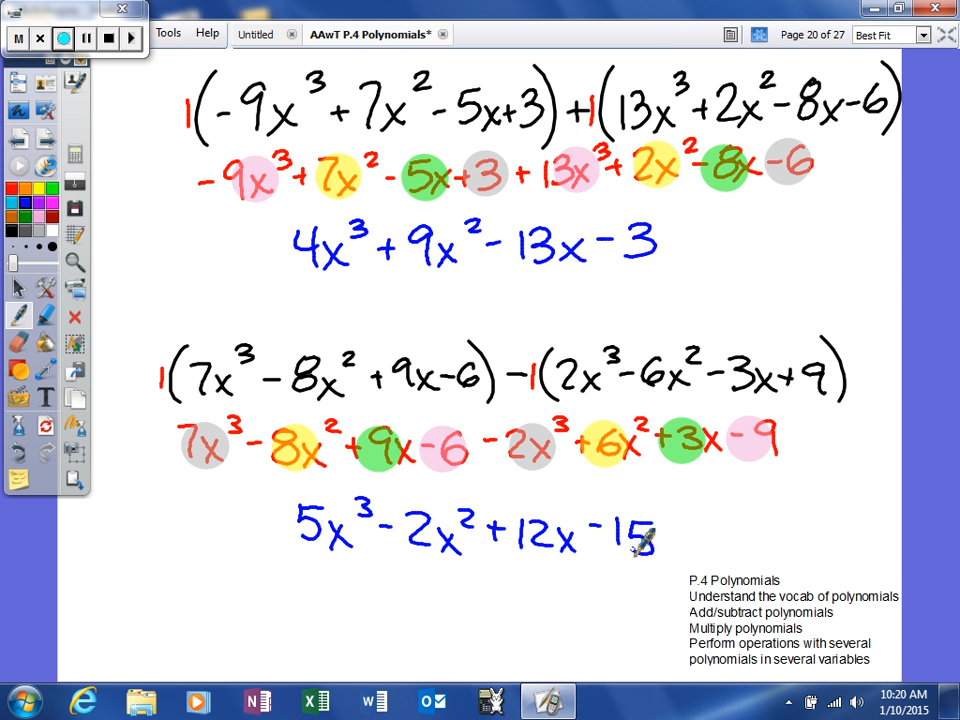 M
Tools Help Untitled AAwT P.4 Polynomials* Page 20 of 27 Best Fit
1(-9x³+7x²-5x+3)+1(13x³+2x²-8x-6)
-9x³+7x²-5x+3+13x³+2x²-8x-6
4x³+9x²-13x-3
1(7x³-8x²+9x-6)-1(2x³-6x²-3x+9)
7x³-8x²+9x-6-2x³+6x²+3x-9
5x³-2x²+12x-15
P.4 Polynomials
Understand the vocab of polynomials
Add/subtract polynomials
Multiply polynomials
Perform operations with several
polynomials in several variables
10:20 AM
1/10/2015